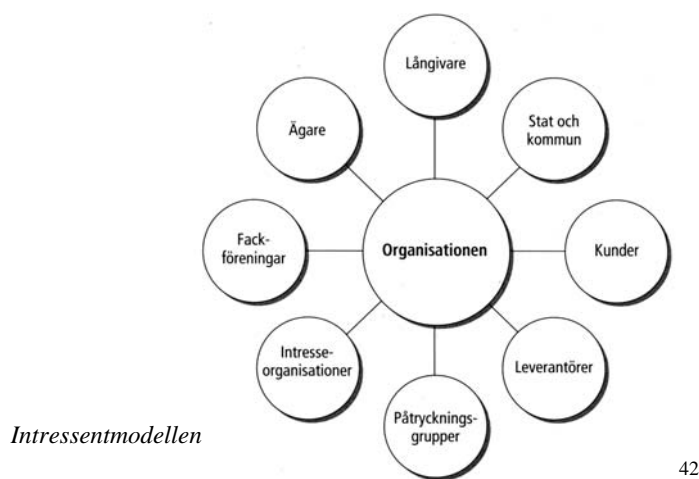 Långivare
Ägare
Stat och
kommun
Fack-
föreningar
Organisationen
Kunder
Intresse-
organisationer
Leverantörer
Påtrycknings-
grupper
Intressentmodellen
42